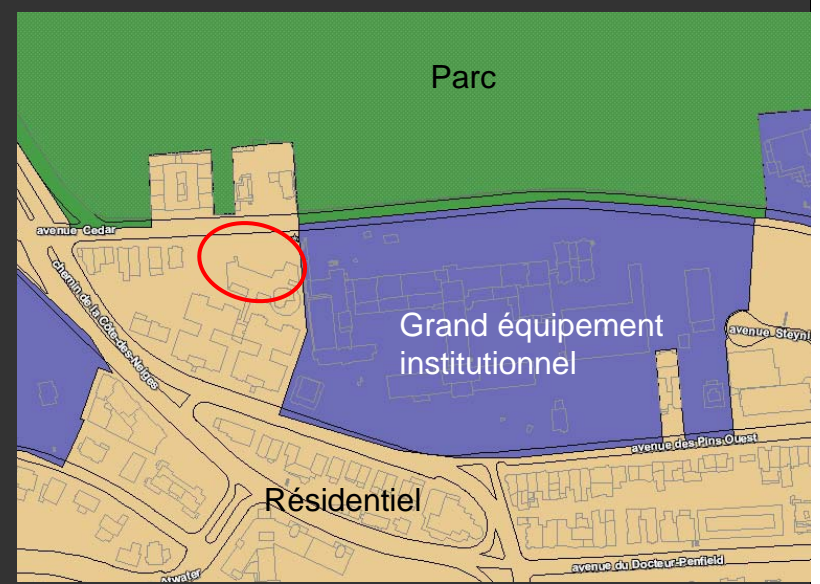 Parc
avenue Cedar
chemin de la Côte-des-Neiges
Grand équipement
institutionnel
avenue Steyni
avenue des Pins Ouest
Résidentiel
avenue du Docteur-Penfield
Atwater